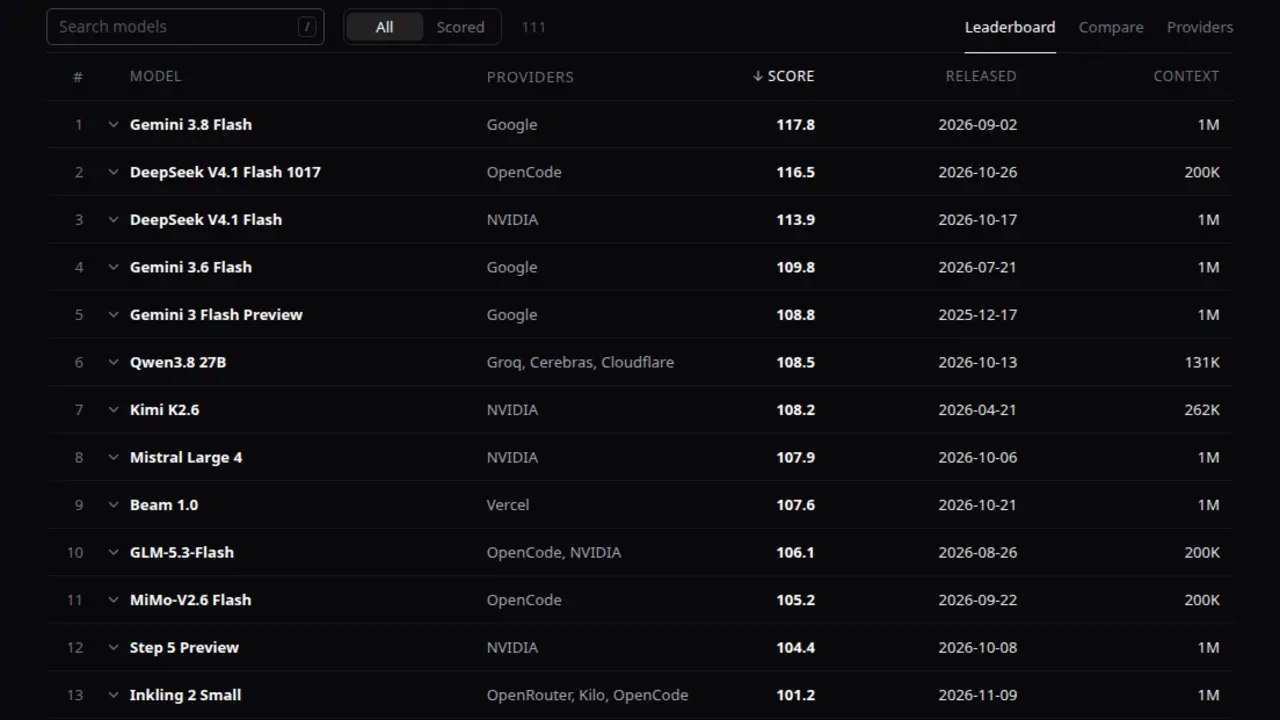 Search models / All Scored 111 Leaderboard Compare Providers
# MODEL PROVIDERS ↓ SCORE RELEASED CONTEXT
1 Gemini 3.8 Flash Google 117.8 2026-09-02 1M
2 DeepSeek V4.1 Flash 1017 OpenCode 116.5 2026-10-26 200K
3 DeepSeek V4.1 Flash NVIDIA 113.9 2026-10-17 1M
4 Gemini 3.6 Flash Google 109.8 2026-07-21 1M
5 Gemini 3 Flash Preview Google 108.8 2025-12-17 1M
6 Qwen3.8 27B Groq, Cerebras, Cloudflare 108.5 2026-10-13 131K
7 Kimi K2.6 NVIDIA 108.2 2026-04-21 262K
8 Mistral Large 4 NVIDIA 107.9 2026-10-06 1M
9 Beam 1.0 Vercel 107.6 2026-10-21 1M
10 GLM-5.3-Flash OpenCode, NVIDIA 106.1 2026-08-26 200K
11 MiMo-V2.6 Flash OpenCode 105.2 2026-09-22 200K
12 Step 5 Preview NVIDIA 104.4 2026-10-08 1M
13 Inkling 2 Small OpenRouter, Kilo, OpenCode 101.2 2026-11-09 1M